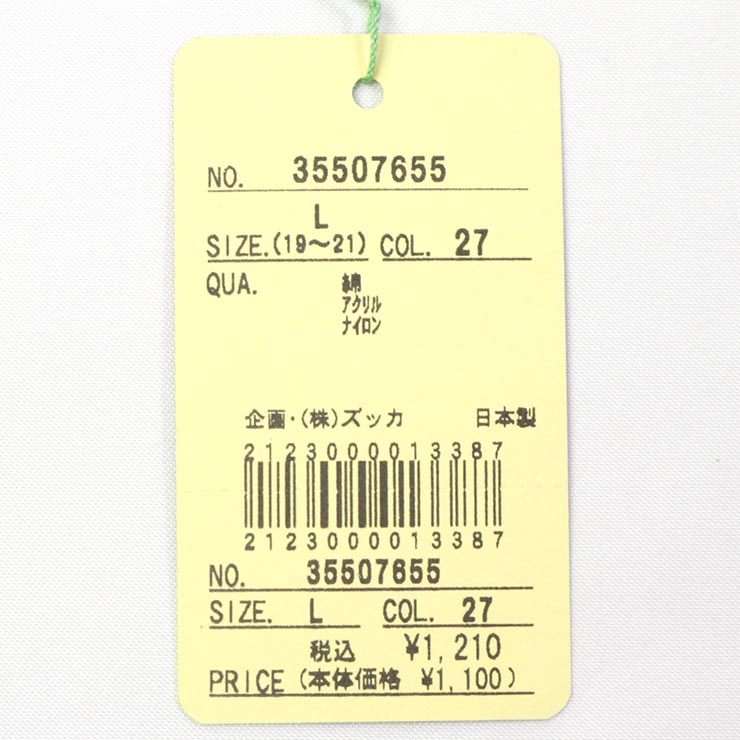 NO. 35507655
L
SIZE.(19～21) COL. 27
QUA. 綿
アクリル
ナイロン
企画・(株)ズッカ 日本製
2123000013387
2123000013387
NO. 35507655
SIZE. L COL. 27
税込 ¥1,210
PRICE (本体価格 ¥1,100)